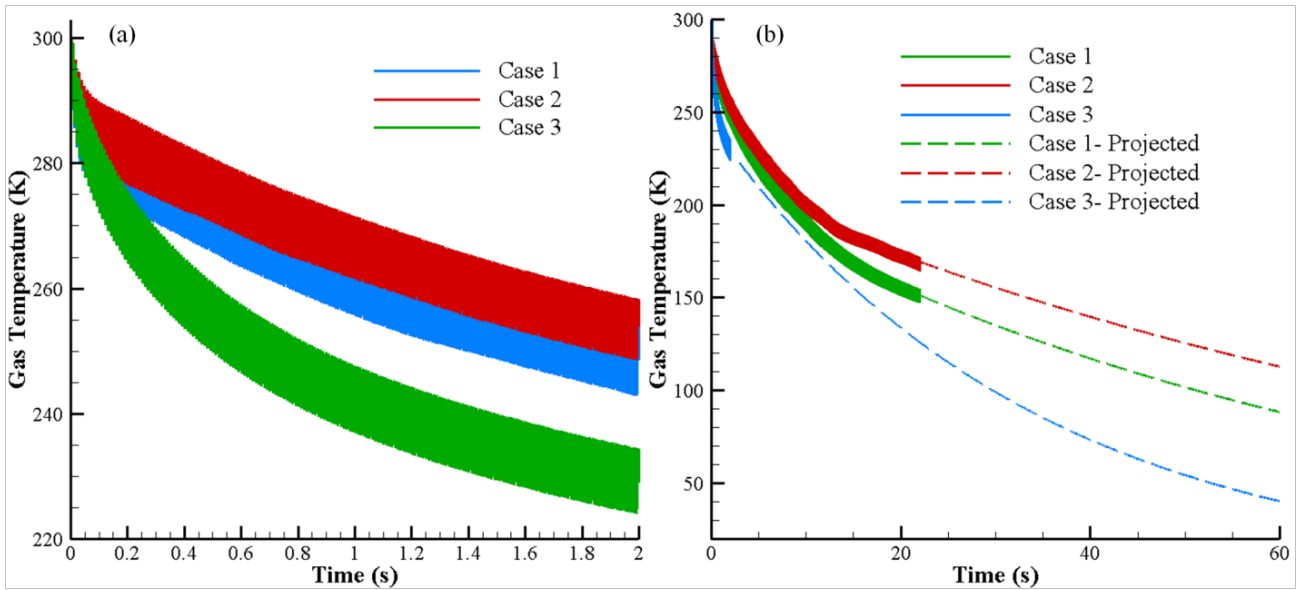 (a)
Case 1
Case 2
Case 3
300
280
260
240
220
Gas Temperature (K)
0 0.2 0.4 0.6 0.8 1 1.2 1.4 1.6 1.8 2
Time (s)
(b)
Case 1
Case 2
Case 3
Case 1- Projected
Case 2- Projected
Case 3- Projected
300
250
200
150
100
50
Gas Temperature (K)
0 20 40 60
Time (s)